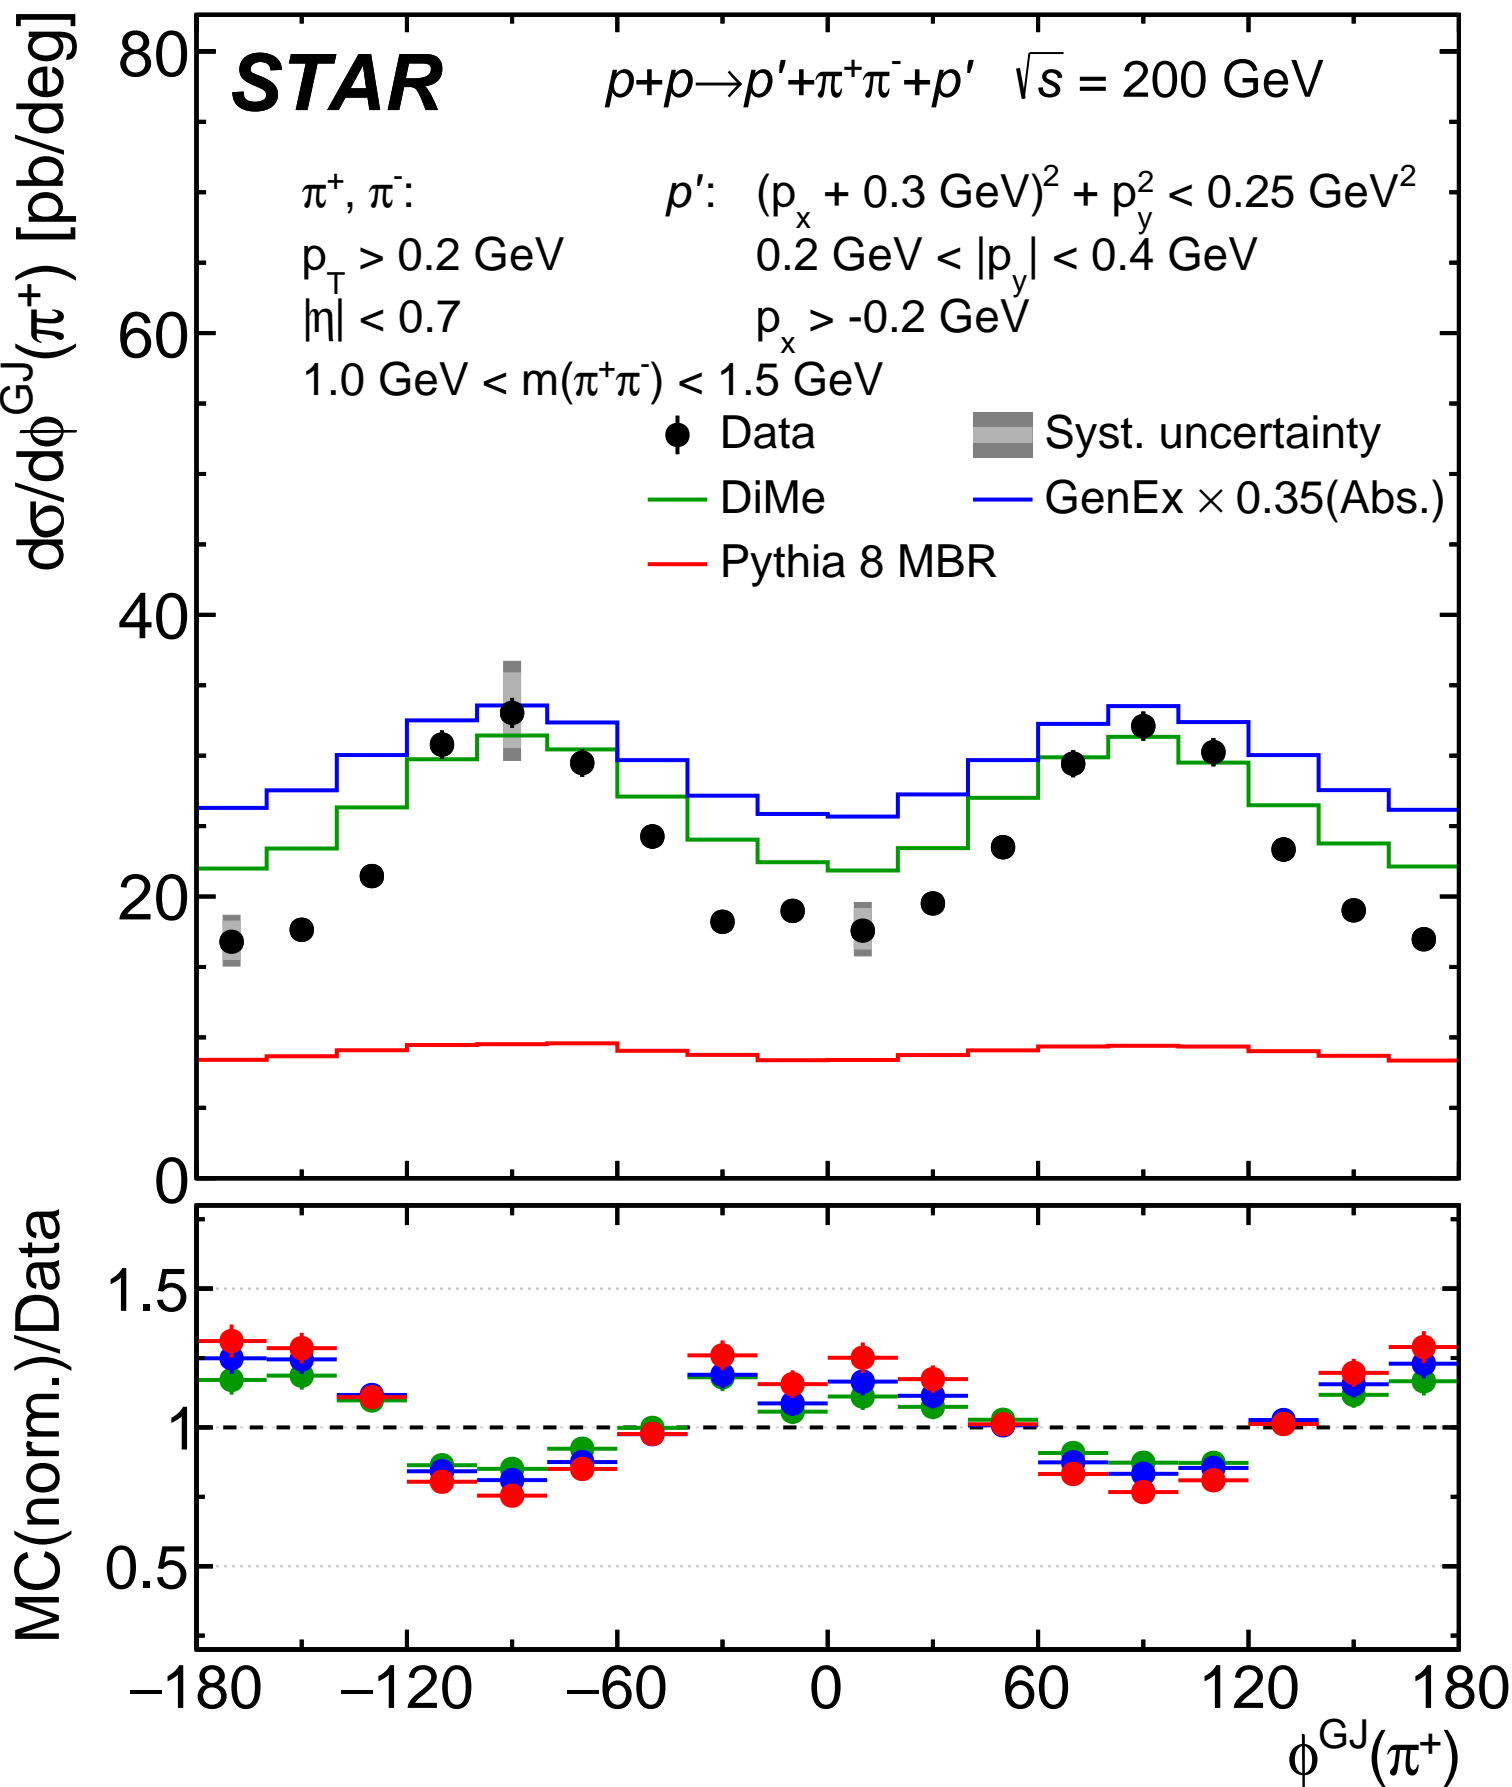 dσ/dϕ^GJ(π⁺) [pb/deg]
80
60
40
20
0
STAR
p+p→p′+π⁺π⁻+p′ √s = 200 GeV
π⁺, π⁻:
p_T > 0.2 GeV
|η| < 0.7
1.0 GeV < m(π⁺π⁻) < 1.5 GeV
p′: (p_x + 0.3 GeV)² + p_y² < 0.25 GeV²
0.2 GeV < |p_y| < 0.4 GeV
p_x > -0.2 GeV
Data
Syst. uncertainty
DiMe
GenEx × 0.35(Abs.)
Pythia 8 MBR
MC(norm.)/Data
1.5
1
0.5
−180 −120 −60 0 60 120 180
ϕ^GJ(π⁺)